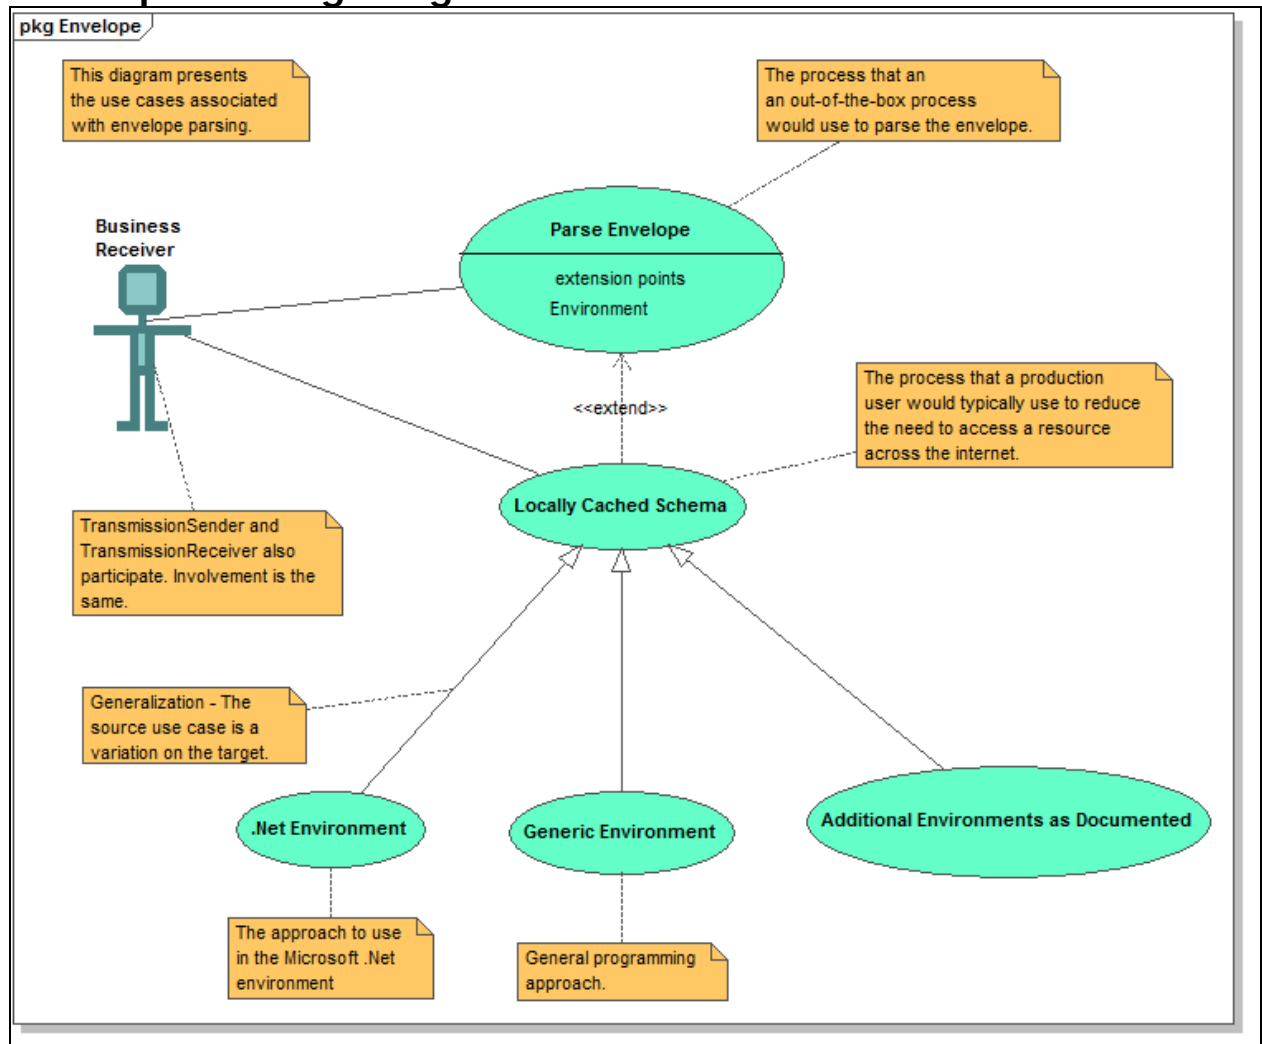 pkg Envelope
This diagram presents
the use cases associated
with envelope parsing.
The process that an
an out-of-the-box process
would use to parse the envelope.
Business
Receiver
Parse Envelope
extension points
Environment
<<extend>>
The process that a production
user would typically use to reduce
the need to access a resource
across the internet.
Locally Cached Schema
TransmissionSender and
TransmissionReceiver also
participate. Involvement is the
same.
Generalization - The
source use case is a
variation on the target.
.Net Environment
Generic Environment
Additional Environments as Documented
The approach to use
in the Microsoft .Net
environment
General programming
approach.